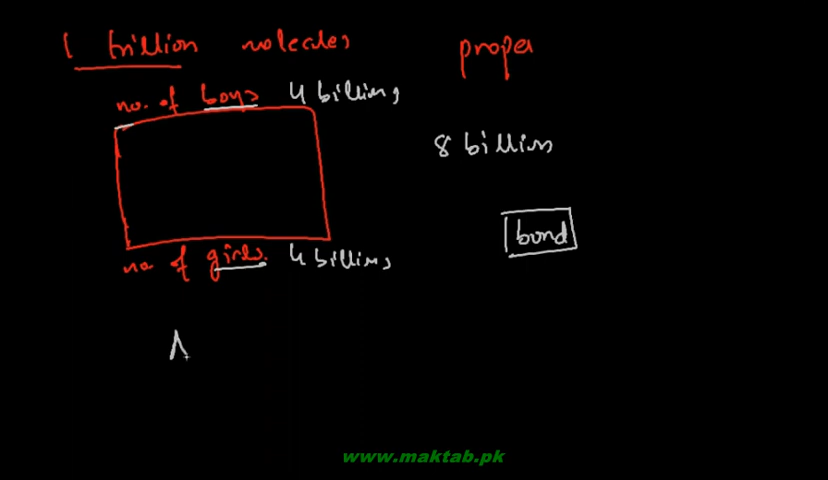 1 trillion molecules
proper
no. of boys 4 billions
8 billions
bond
no. of girls. 4 billions
www.maktab.pk